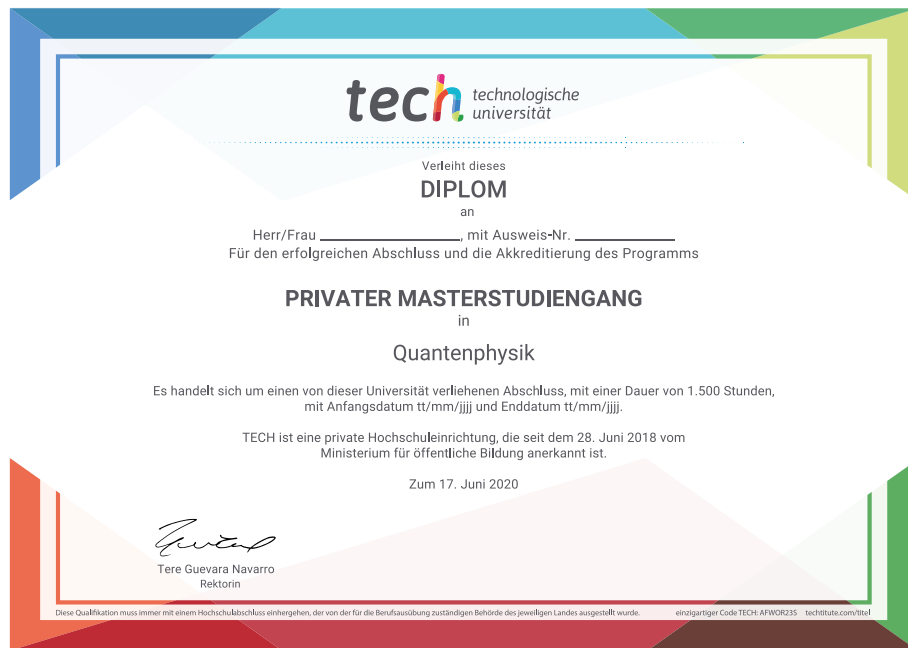 tech technologische
universität
Verleiht dieses
DIPLOM
an
Herr/Frau ____________, mit Ausweis-Nr. ____________
Für den erfolgreichen Abschluss und die Akkreditierung des Programms
PRIVATER MASTERSTUDIENGANG
in
Quantenphysik
Es handelt sich um einen von dieser Universität verliehenen Abschluss, mit einer Dauer von 1.500 Stunden,
mit Anfangsdatum tt/mm/jjjj und Enddatum tt/mm/jjjj.
TECH ist eine private Hochschuleinrichtung, die seit dem 28. Juni 2018 vom
Ministerium für öffentliche Bildung anerkannt ist.
Zum 17. Juni 2020
Tere Guevara Navarro
Rektorin
Diese Qualifikation muss immer mit einem Hochschulabschluss einhergehen, der von der für die Berufsausübung zuständigen Behörde des jeweiligen Landes ausgestellt wurde. einzigartiger Code TECH: AFWOR23S techtitute.com/titel